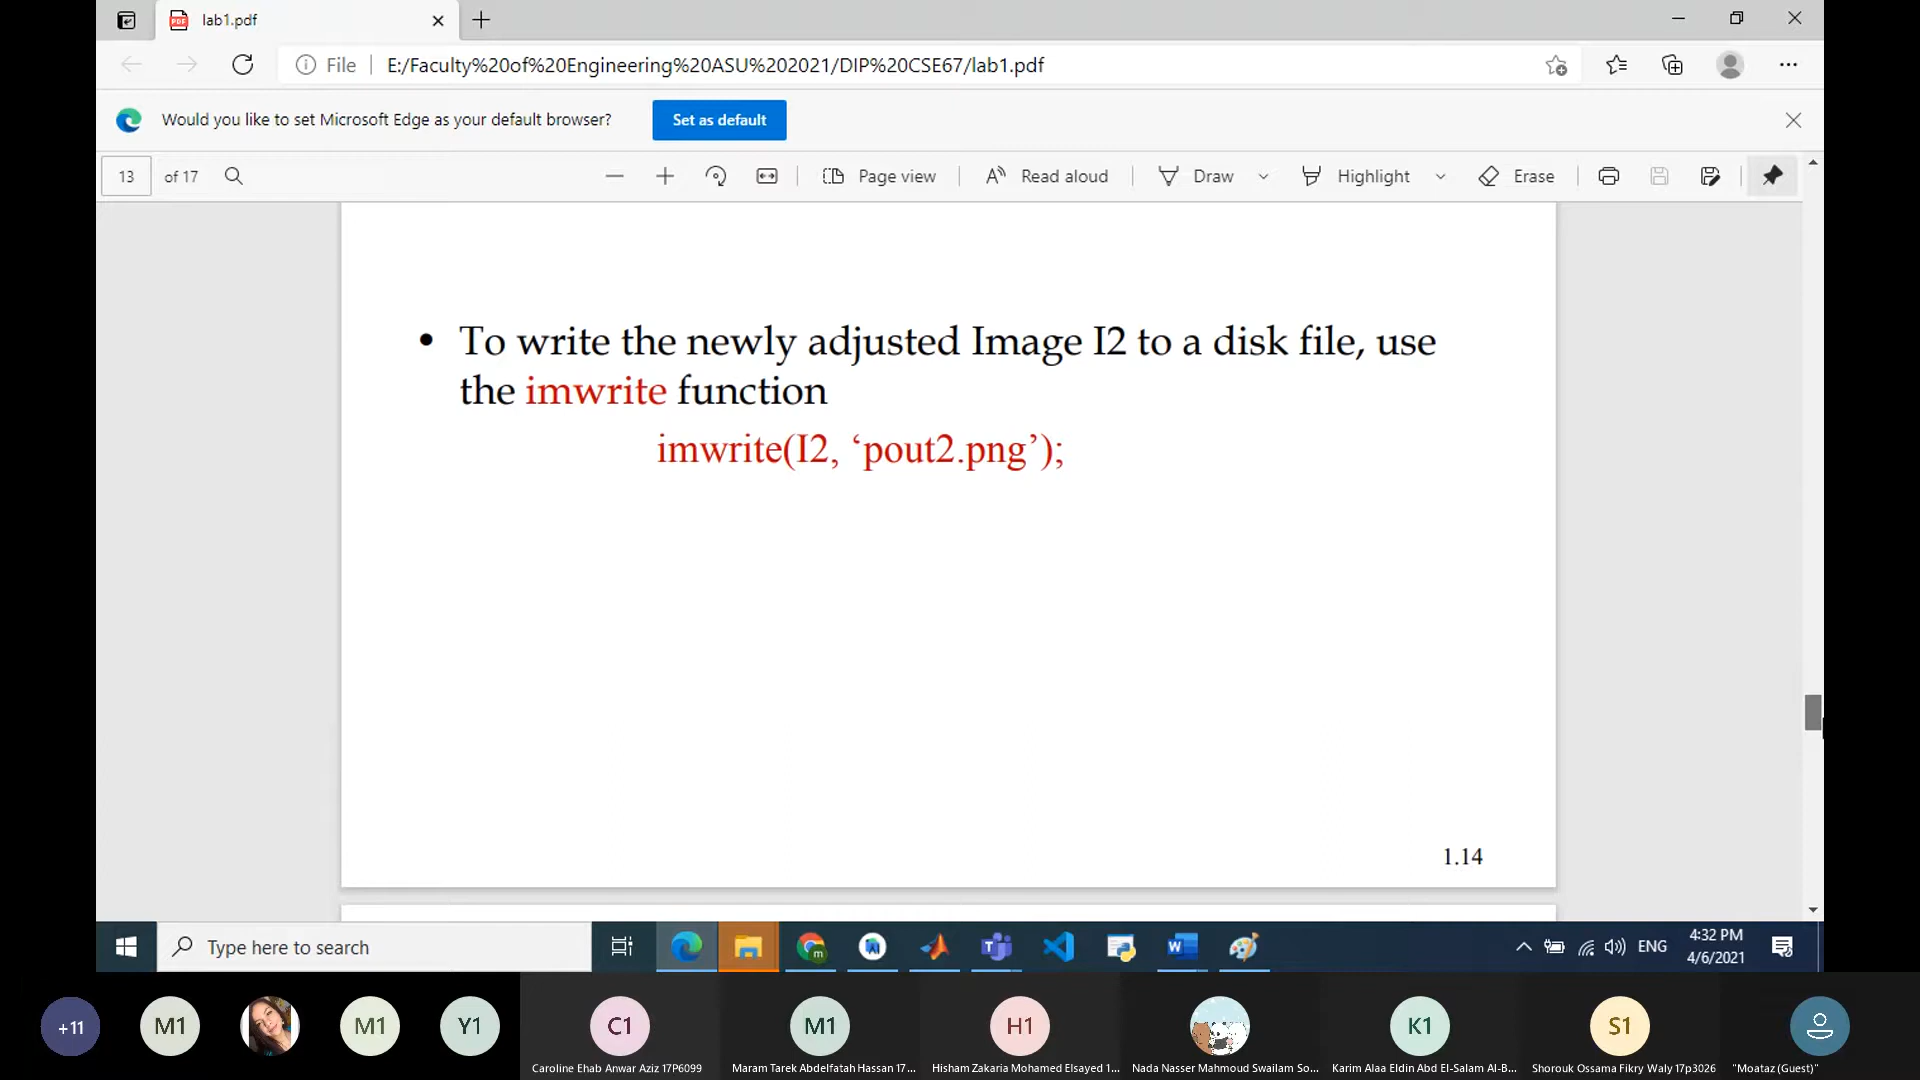 lab1.pdf
File
E:/Faculty%20of%20Engineering%20ASU%202021/DIP%20CSE67/lab1.pdf
Would you like to set Microsoft Edge as your default browser?
Set as default
13
of 17
Page view
Read aloud
Draw
Highlight
Erase
• To write the newly adjusted Image I2 to a disk file, use
the imwrite function
imwrite(I2, ‘pout2.png’);
1.14
Type here to search
ENG
4:32 PM
4/6/2021
+11
M1
M1
Y1
C1
M1
H1
K1
S1
Caroline Ehab Anwar Aziz 17P6099
Maram Tarek Abdelfatah Hassan 17...
Hisham Zakaria Mohamed Elsayed 1...
Nada Nasser Mahmoud Swailam So...
Karim Alaa Eldin Abd El-Salam Al-B...
Shorouk Ossama Fikry Waly 17p3026
"Moataz (Guest)"